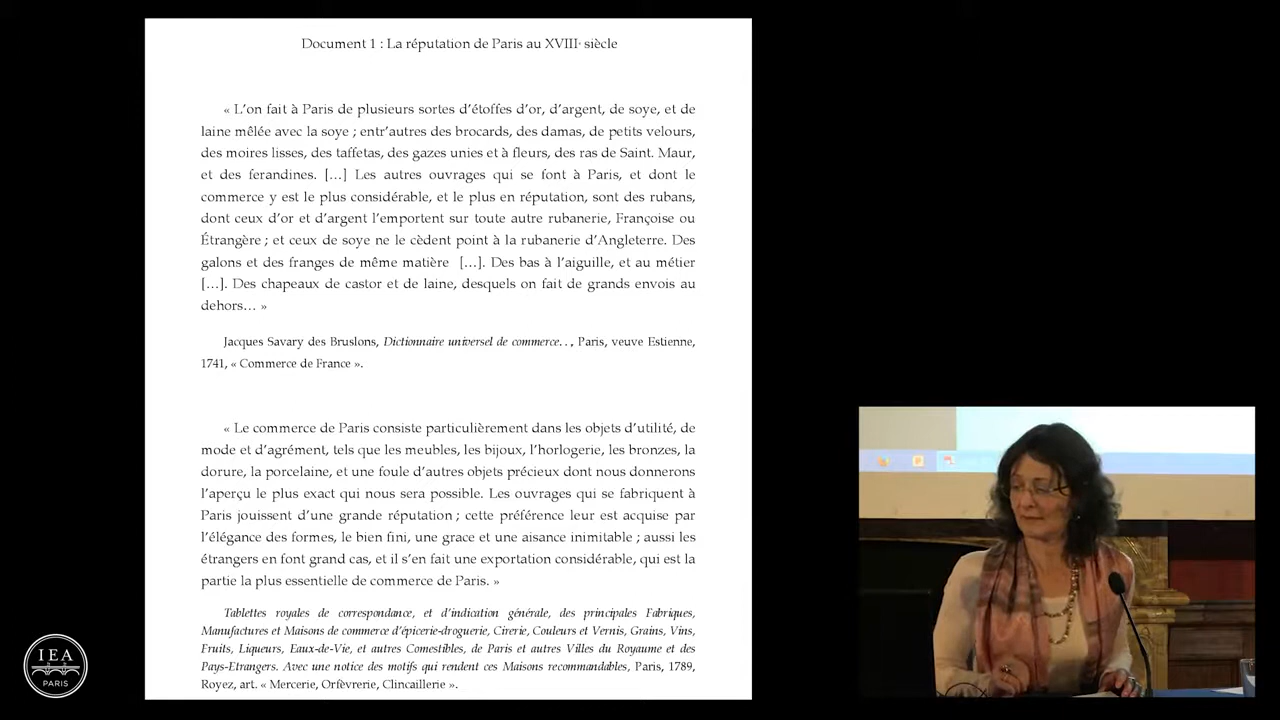 Document 1 : La réputation de Paris au XVIIIᵉ siècle
« L'on fait à Paris de plusieurs sortes d'étoffes d'or, d'argent, de soye, et de
laine mêlée avec la soye ; entr'autres des brocards, des damas, de petits velours,
des moires lisses, des taffetas, des gazes unies et à fleurs, des ras de Saint. Maur,
et des ferandines. […] Les autres ouvrages qui se font à Paris, et dont le
commerce y est le plus considérable, et le plus en réputation, sont des rubans,
dont ceux d'or et d'argent l'emportent sur toute autre rubanerie, Françoise ou
Étrangère ; et ceux de soye ne le cèdent point à la rubanerie d'Angleterre. Des
galons et des franges de même matière […]. Des bas à l'aiguille, et au métier
[…]. Des chapeaux de castor et de laine, desquels on fait de grands envois au
dehors… »
Jacques Savary des Bruslons, Dictionnaire universel de commerce. . ., Paris, veuve Estienne,
1741, « Commerce de France ».
« Le commerce de Paris consiste particulièrement dans les objets d'utilité, de
mode et d'agrément, tels que les meubles, les bijoux, l'horlogerie, les bronzes, la
dorure, la porcelaine, et une foule d'autres objets précieux dont nous donnerons
l'aperçu le plus exact qui nous sera possible. Les ouvrages qui se fabriquent à
Paris jouissent d'une grande réputation ; cette préférence leur est acquise par
l'élégance des formes, le bien fini, une grace et une aisance inimitable ; aussi les
étrangers en font grand cas, et il s'en fait une exportation considérable, qui est la
partie la plus essentielle de commerce de Paris. »
Tablettes royales de correspondance, et d'indication générale, des principales Fabriques,
Manufactures et Maisons de commerce d'épicerie-droguerie, Cirerie, Couleurs et Vernis, Grains, Vins,
Fruits, Liqueurs, Eaux-de-Vie, et autres Comestibles, de Paris et autres Villes du Royaume et des
Pays-Etrangers. Avec une notice des motifs qui rendent ces Maisons recommandables, Paris, 1789,
Royez, art. « Mercerie, Orfèvrerie, Clincaillerie ».
IEA
PARIS